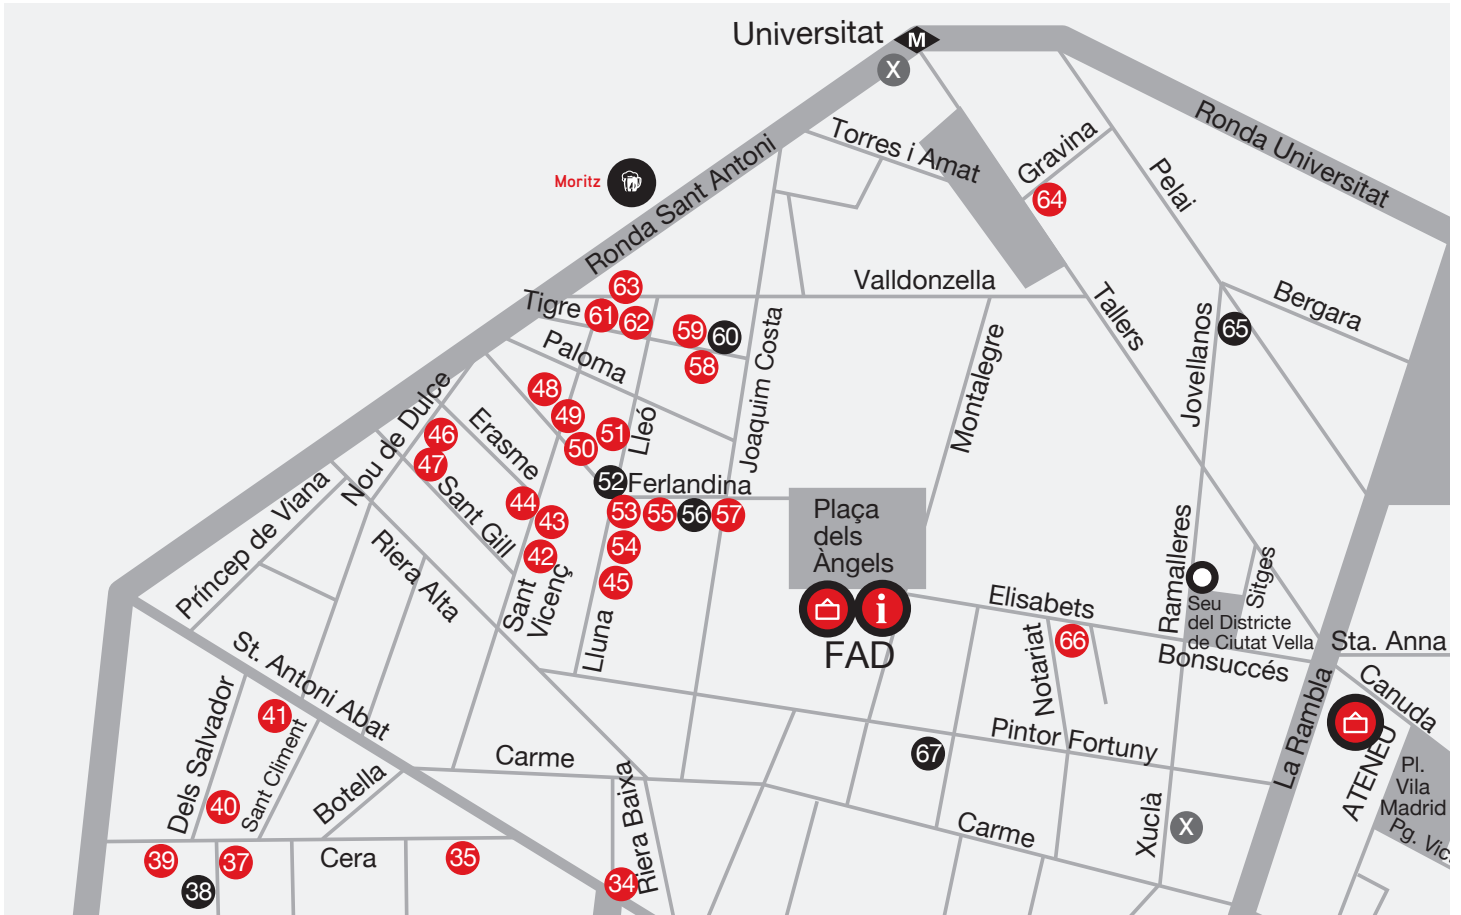 Universitat
M
X
Ronda Universitat
Torres i Amat
Gravina
Pelai
Moritz
Ronda Sant Antoni
64
Valldonzella
63
Tigre
61
62
59
60
58
Tallers
Jovellanos
65
Bergara
Paloma
Joaquim Costa
Montalegre
48
49
50
51
Lleó
Nou de Dulce
46
47
Erasme
Sant Gill
52
Ferlandina
53
55
56
57
44
43
42
54
45
Plaça
dels
Àngels
Príncep de Viana
Riera Alta
Sant
Vicenç
Lluna
i
FAD
Elisabets
Notariat
66
Ramalleres
Sitges
Seu
del Districte
de Ciutat Vella
Bonsuccés
Sta. Anna
Canuda
La Rambla
ATENEU
Pl.
Vila
Madrid
Pg. Vic.
St. Antoni Abat
Dels Salvador
41
Sant Climent
40
Botella
Carme
Riera Baixa
Pintor Fortuny
67
Carme
Xuclà
X
39
38
37
Cera
35
34